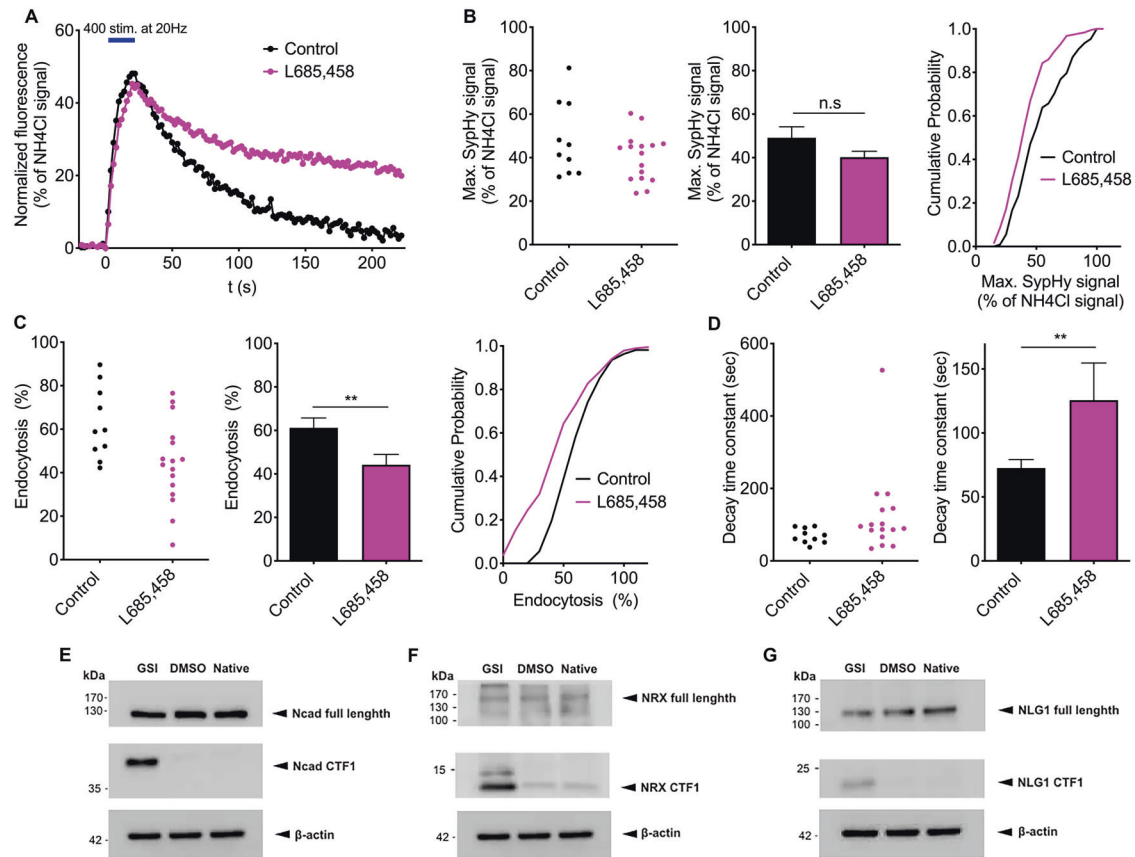 A
400 stim. at 20Hz
Normalized fluorescence
(% of NH4Cl signal)
60
40
20
0
0
50
100
150
200
t (s)
Control
L685,458
B
Max. SypHy signal
(% of NH4Cl signal)
100
80
60
40
20
0
Control
L685,458
Max. SypHy signal
(% of NH4Cl signal)
100
80
60
40
20
0
n.s
Control
L685,458
Cumulative Probability
1.0
0.8
0.6
0.4
0.2
0.0
0
50
100
Control
L685,458
Max. SypHy signal
(% of NH4Cl signal)
C
Endocytosis (%)
100
80
60
40
60
0
Control
L685,458
Endocytosis (%)
100
80
60
40
60
0
**
Control
L685,458
Cumulative Probability
1.0
0.8
0.6
0.4
0.2
0.0
0
50
100
Control
L685,458
Endocytosis (%)
D
Decay time constant (sec)
600
400
200
0
Control
L685,458
Decay time constant (sec)
150
100
50
0
**
Control
L685,458
E
kDa
GSI DMSO Native
170-
130-
Ncad full lenghth
Ncad CTF1
35-
42-
β-actin
F
kDa
GSI DMSO Native
170-
130-
100-
NRX full lenghth
15-
NRX CTF1
42-
β-actin
G
kDa
GSI DMSO Native
170-
130-
100-
NLG1 full lenghth
25-
NLG1 CTF1
42-
β-actin